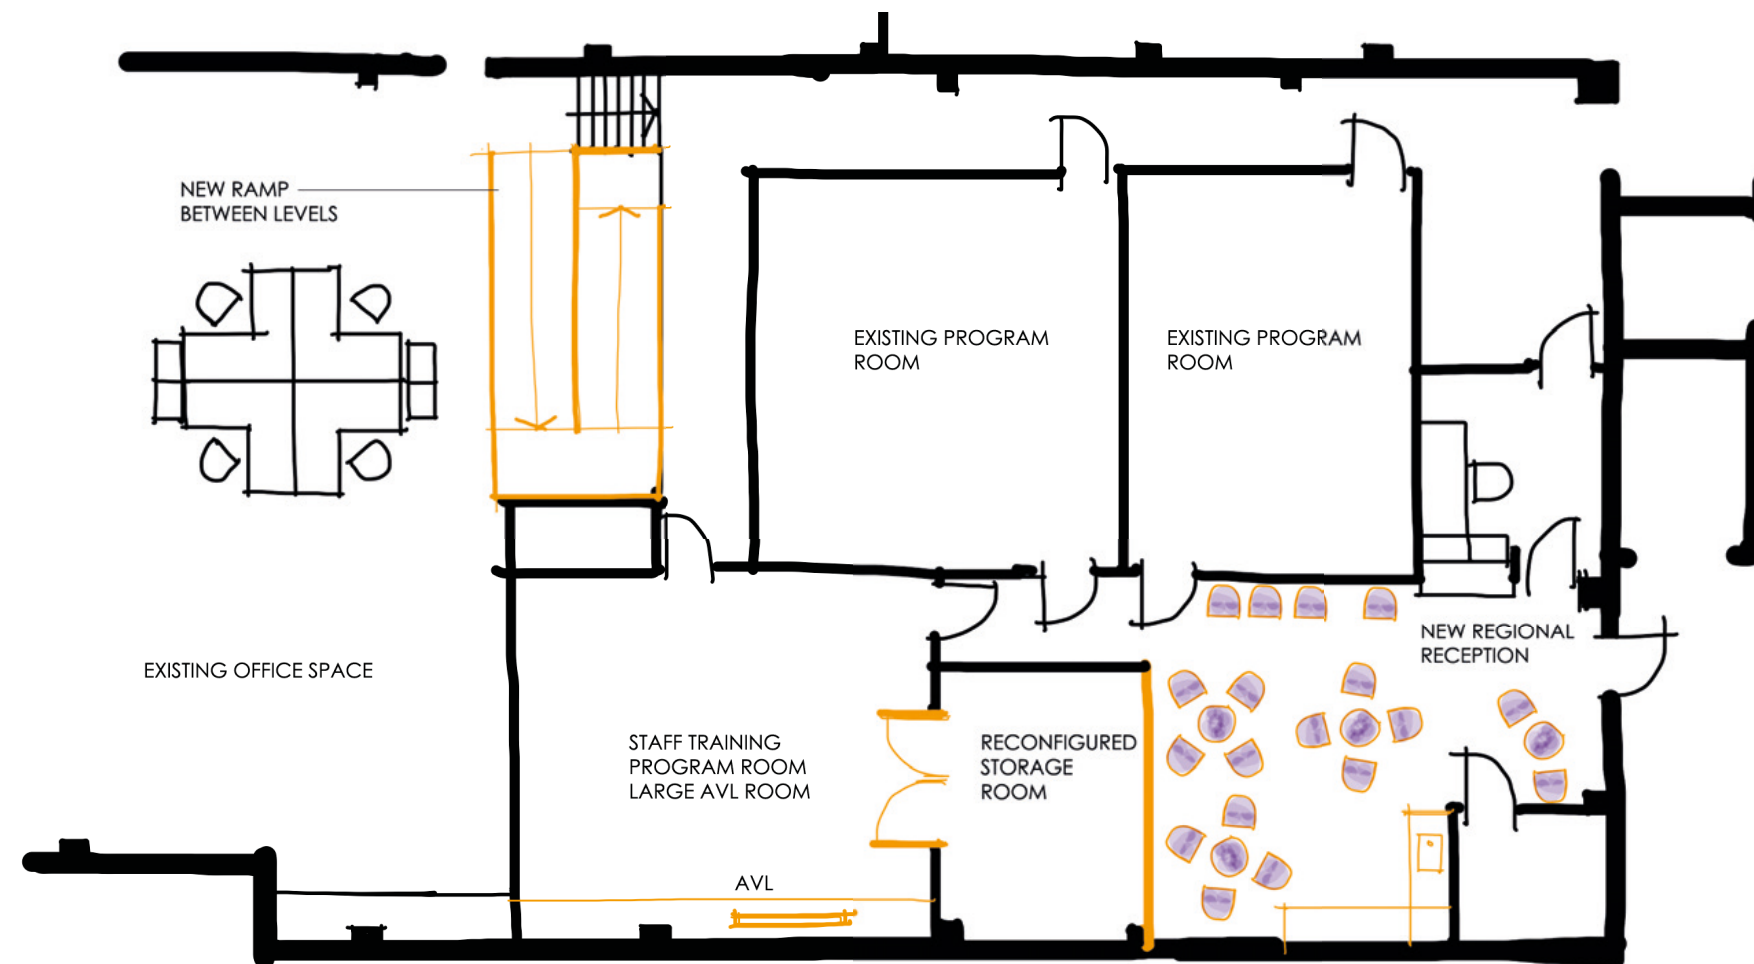 NEW RAMP
BETWEEN LEVELS
EXISTING PROGRAM
ROOM
EXISTING PROGRAM
ROOM
NEW REGIONAL
RECEPTION
EXISTING OFFICE SPACE
STAFF TRAINING
PROGRAM ROOM
LARGE AVL ROOM
RECONFIGURED
STORAGE
ROOM
AVL